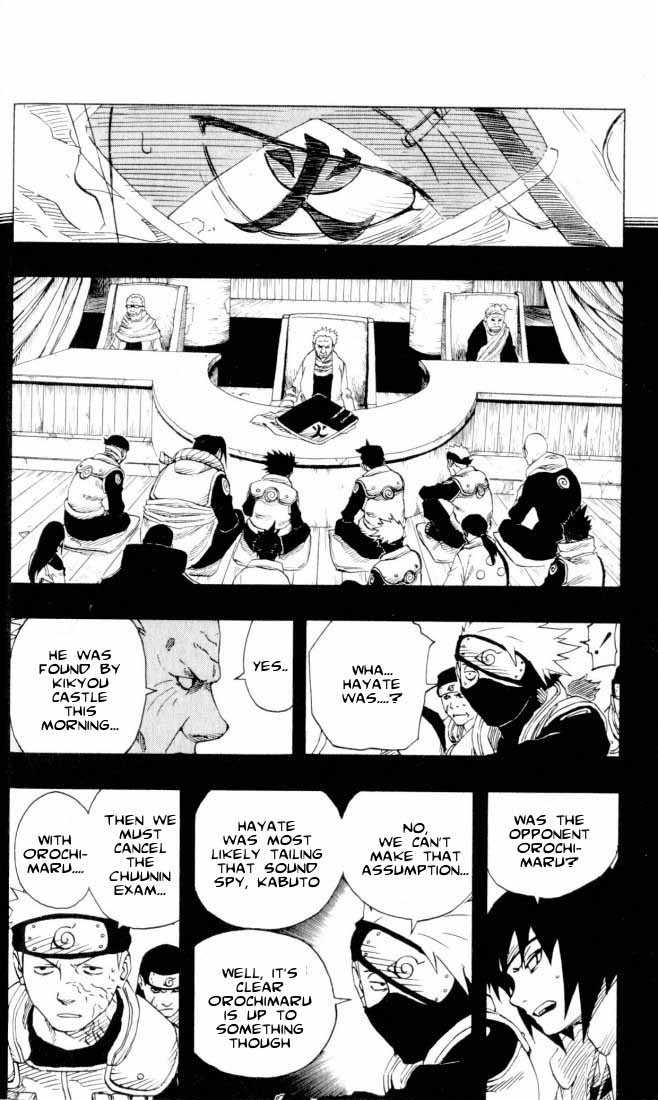 火
火
WHA...
HAYATE
WAS....?
!
YES..
HE WAS
FOUND BY
KIKYOU
CASTLE
THIS
MORNING...
WAS THE
OPPONENT
OROCHI-
MARU?
NO,
WE CAN'T
MAKE THAT
ASSUMPTION...
HAYATE
WAS MOST
LIKELY TAILING
THAT SOUND
SPY, KABUTO
WELL, IT'S
CLEAR
OROCHIMARU
IS UP TO
SOMETHING
THOUGH
THEN WE
MUST
CANCEL
THE
CHUUNIN
EXAM...
WITH
OROCHI-
MARU....